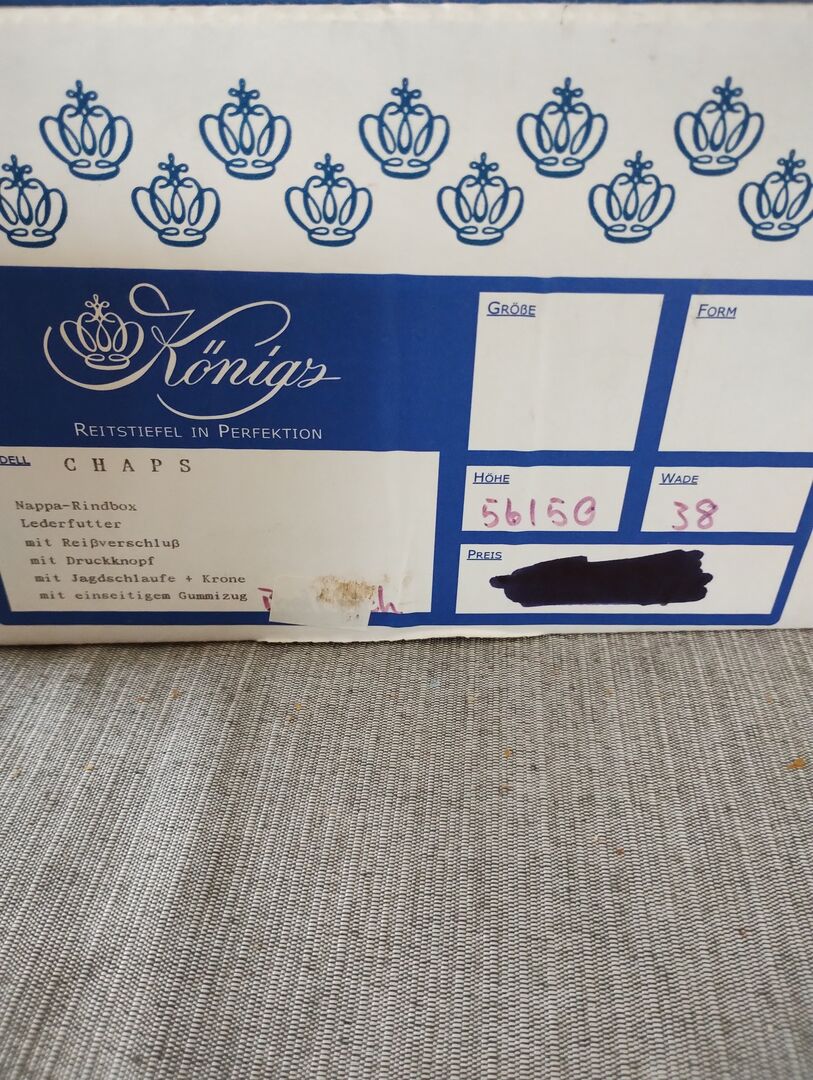 Königs
REITSTIEFEL IN PERFEKTION
GRÖßE
FORM
DELL CHAPS
Nappa-Rindbox
Lederfutter
mit Reißverschluß
mit Druckknopf
mit Jagdschlaufe + Krone
mit einseitigem Gummizug
HÖHE
56150
WADE
38
PREIS